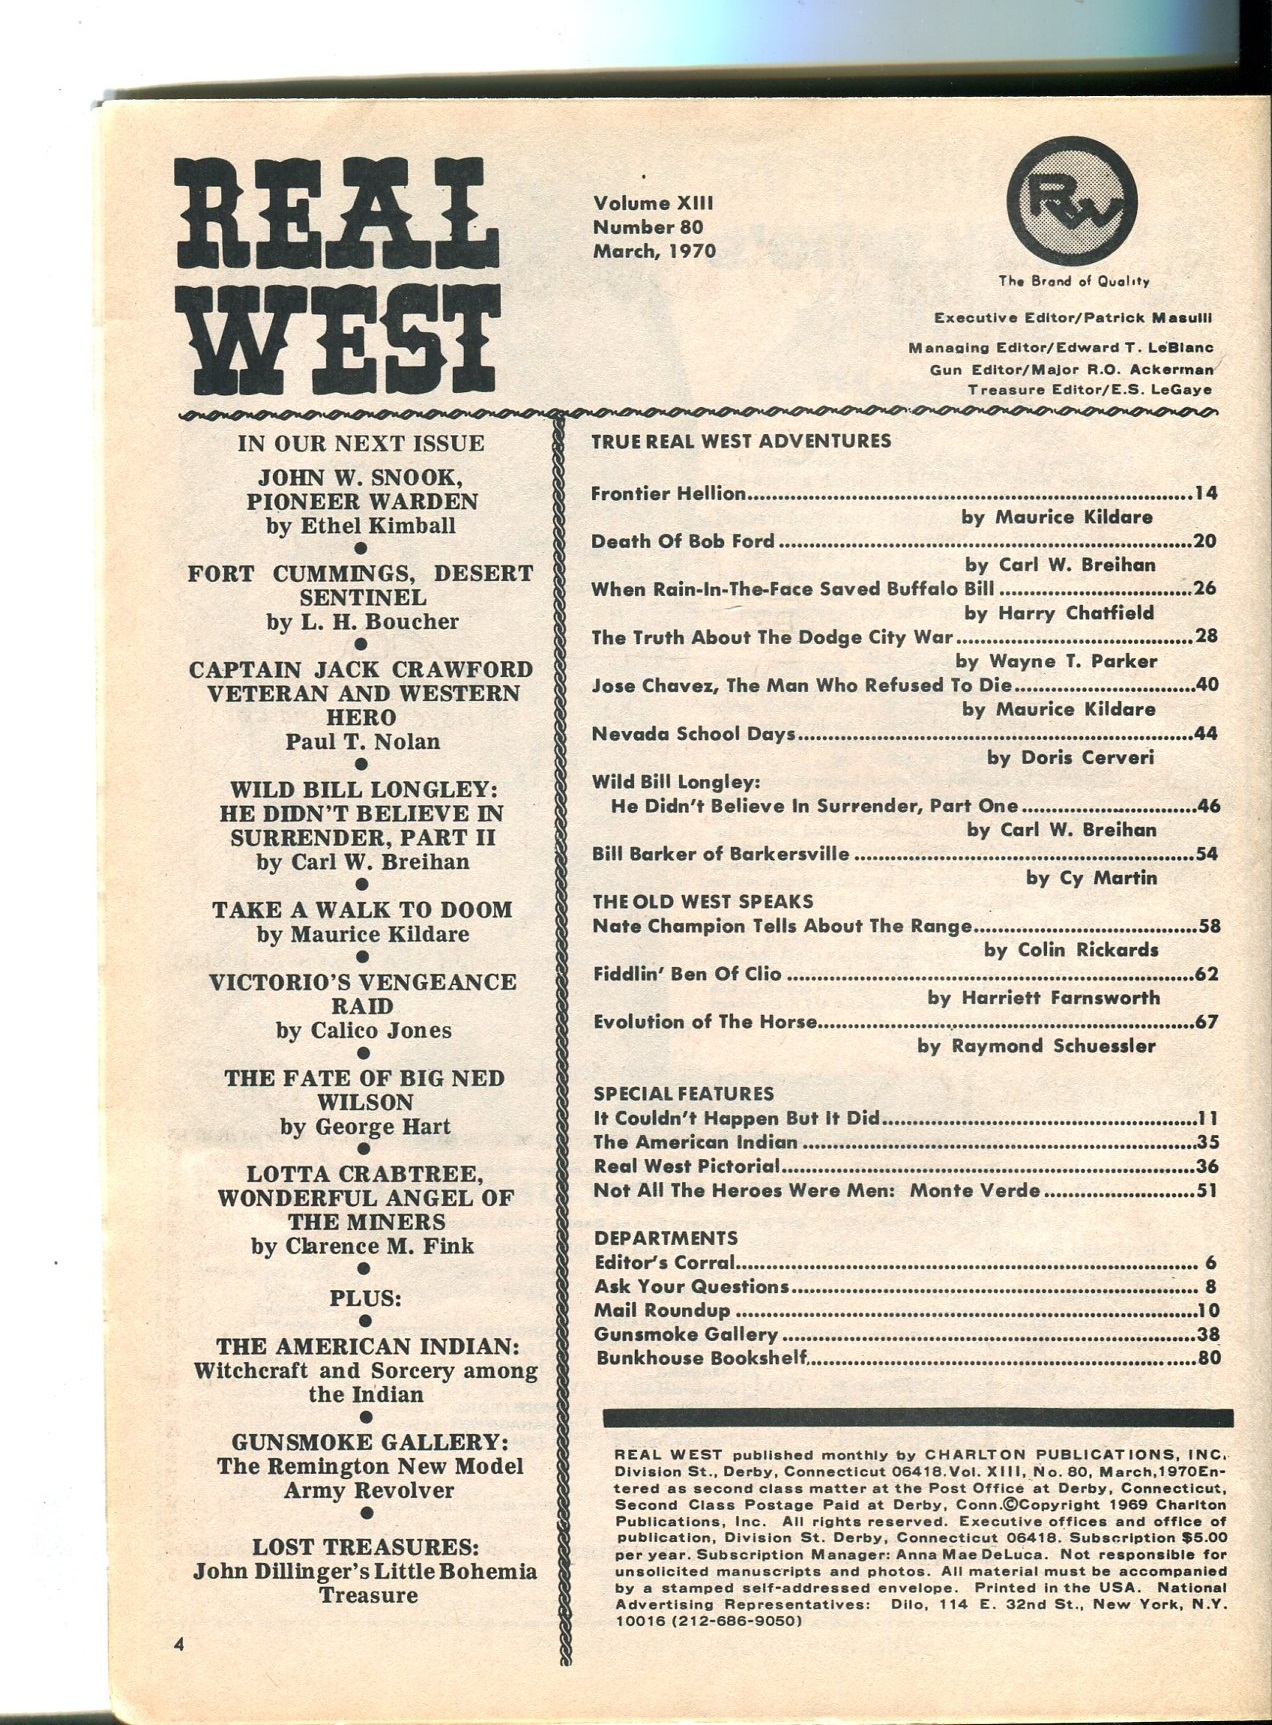 REAL
WEST
Volume XIII
Number 80
March, 1970
RW
The Brand of Quality
Executive Editor/Patrick Masulli
Managing Editor/Edward T. LeBlanc
Gun Editor/Major R.O. Ackerman
Treasure Editor/E.S. LeGaye
IN OUR NEXT ISSUE
JOHN W. SNOOK,
PIONEER WARDEN
by Ethel Kimball
●
FORT CUMMINGS, DESERT
SENTINEL
by L. H. Boucher
●
CAPTAIN JACK CRAWFORD
VETERAN AND WESTERN
HERO
Paul T. Nolan
●
WILD BILL LONGLEY:
HE DIDN'T BELIEVE IN
SURRENDER, PART II
by Carl W. Breihan
●
TAKE A WALK TO DOOM
by Maurice Kildare
●
VICTORIO'S VENGEANCE
RAID
by Calico Jones
●
THE FATE OF BIG NED
WILSON
by George Hart
●
LOTTA CRABTREE,
WONDERFUL ANGEL OF
THE MINERS
by Clarence M. Fink
●
PLUS:
●
THE AMERICAN INDIAN:
Witchcraft and Sorcery among
the Indian
●
GUNSMOKE GALLERY:
The Remington New Model
Army Revolver
●
LOST TREASURES:
John Dillinger's Little Bohemia
Treasure
4
TRUE REAL WEST ADVENTURES
Frontier Hellion....................14
by Maurice Kildare
Death Of Bob Ford....................20
by Carl W. Breihan
When Rain-In-The-Face Saved Buffalo Bill....................26
by Harry Chatfield
The Truth About The Dodge City War....................28
by Wayne T. Parker
Jose Chavez, The Man Who Refused To Die....................40
by Maurice Kildare
Nevada School Days....................44
by Doris Cerveri
Wild Bill Longley:
He Didn't Believe In Surrender, Part One....................46
by Carl W. Breihan
Bill Barker of Barkersville....................54
by Cy Martin
THE OLD WEST SPEAKS
Nate Champion Tells About The Range....................58
by Colin Rickards
Fiddlin' Ben Of Clio....................62
by Harriett Farnsworth
Evolution of The Horse....................67
by Raymond Schuessler
SPECIAL FEATURES
It Couldn't Happen But It Did....................11
The American Indian....................35
Real West Pictorial....................36
Not All The Heroes Were Men: Monte Verde....................51
DEPARTMENTS
Editor's Corral.................... 6
Ask Your Questions.................... 8
Mail Roundup....................10
Gunsmoke Gallery....................38
Bunkhouse Bookshelf....................80
REAL WEST published monthly by CHARLTON PUBLICATIONS, INC.
Division St., Derby, Connecticut 06418.Vol. XIII, No. 80, March,1970En-
tered as second class matter at the Post Office at Derby, Connecticut,
Second Class Postage Paid at Derby, Conn.©Copyright 1969 Charlton
Publications, Inc. All rights reserved. Executive offices and office of
publication, Division St. Derby, Connecticut 06418. Subscription $5.00
per year. Subscription Manager: Anna Mae DeLuca. Not responsible for
unsolicited manuscripts and photos. All material must be accompanied
by a stamped self-addressed envelope. Printed in the USA. National
Advertising Representatives: Dilo, 114 E. 32nd St., New York, N.Y.
10016 (212-686-9050)